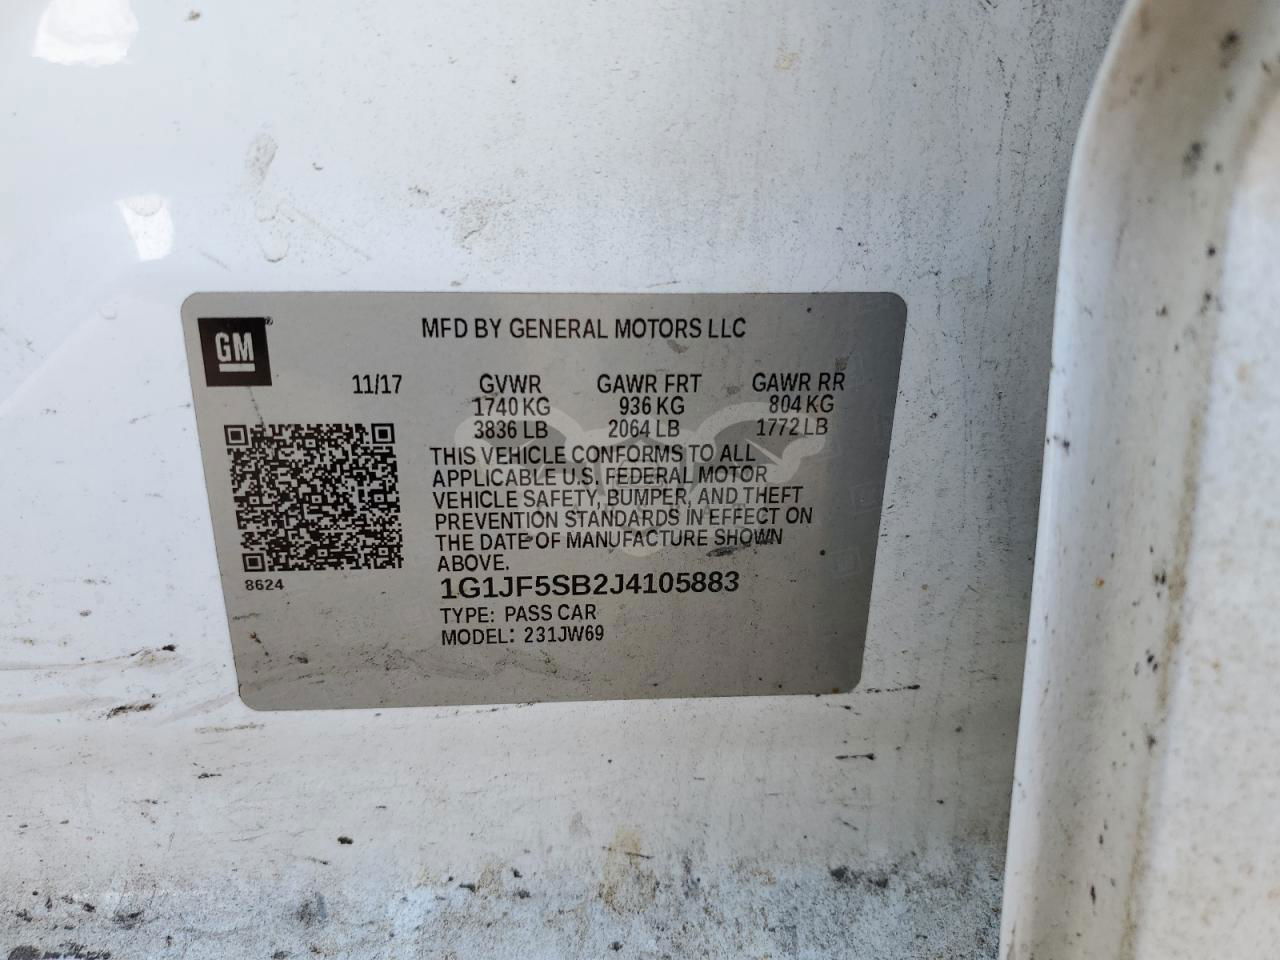 GM
MFD BY GENERAL MOTORS LLC
11/17 GVWR GAWR FRT GAWR RR
1740 KG 936 KG 804 KG
3836 LB 2064 LB 1772 LB
THIS VEHICLE CONFORMS TO ALL
APPLICABLE U.S. FEDERAL MOTOR
VEHICLE SAFETY, BUMPER, AND THEFT
PREVENTION STANDARDS IN EFFECT ON
THE DATE OF MANUFACTURE SHOWN
ABOVE.
8624
1G1JF5SB2J4105883
TYPE: PASS CAR
MODEL: 231JW69